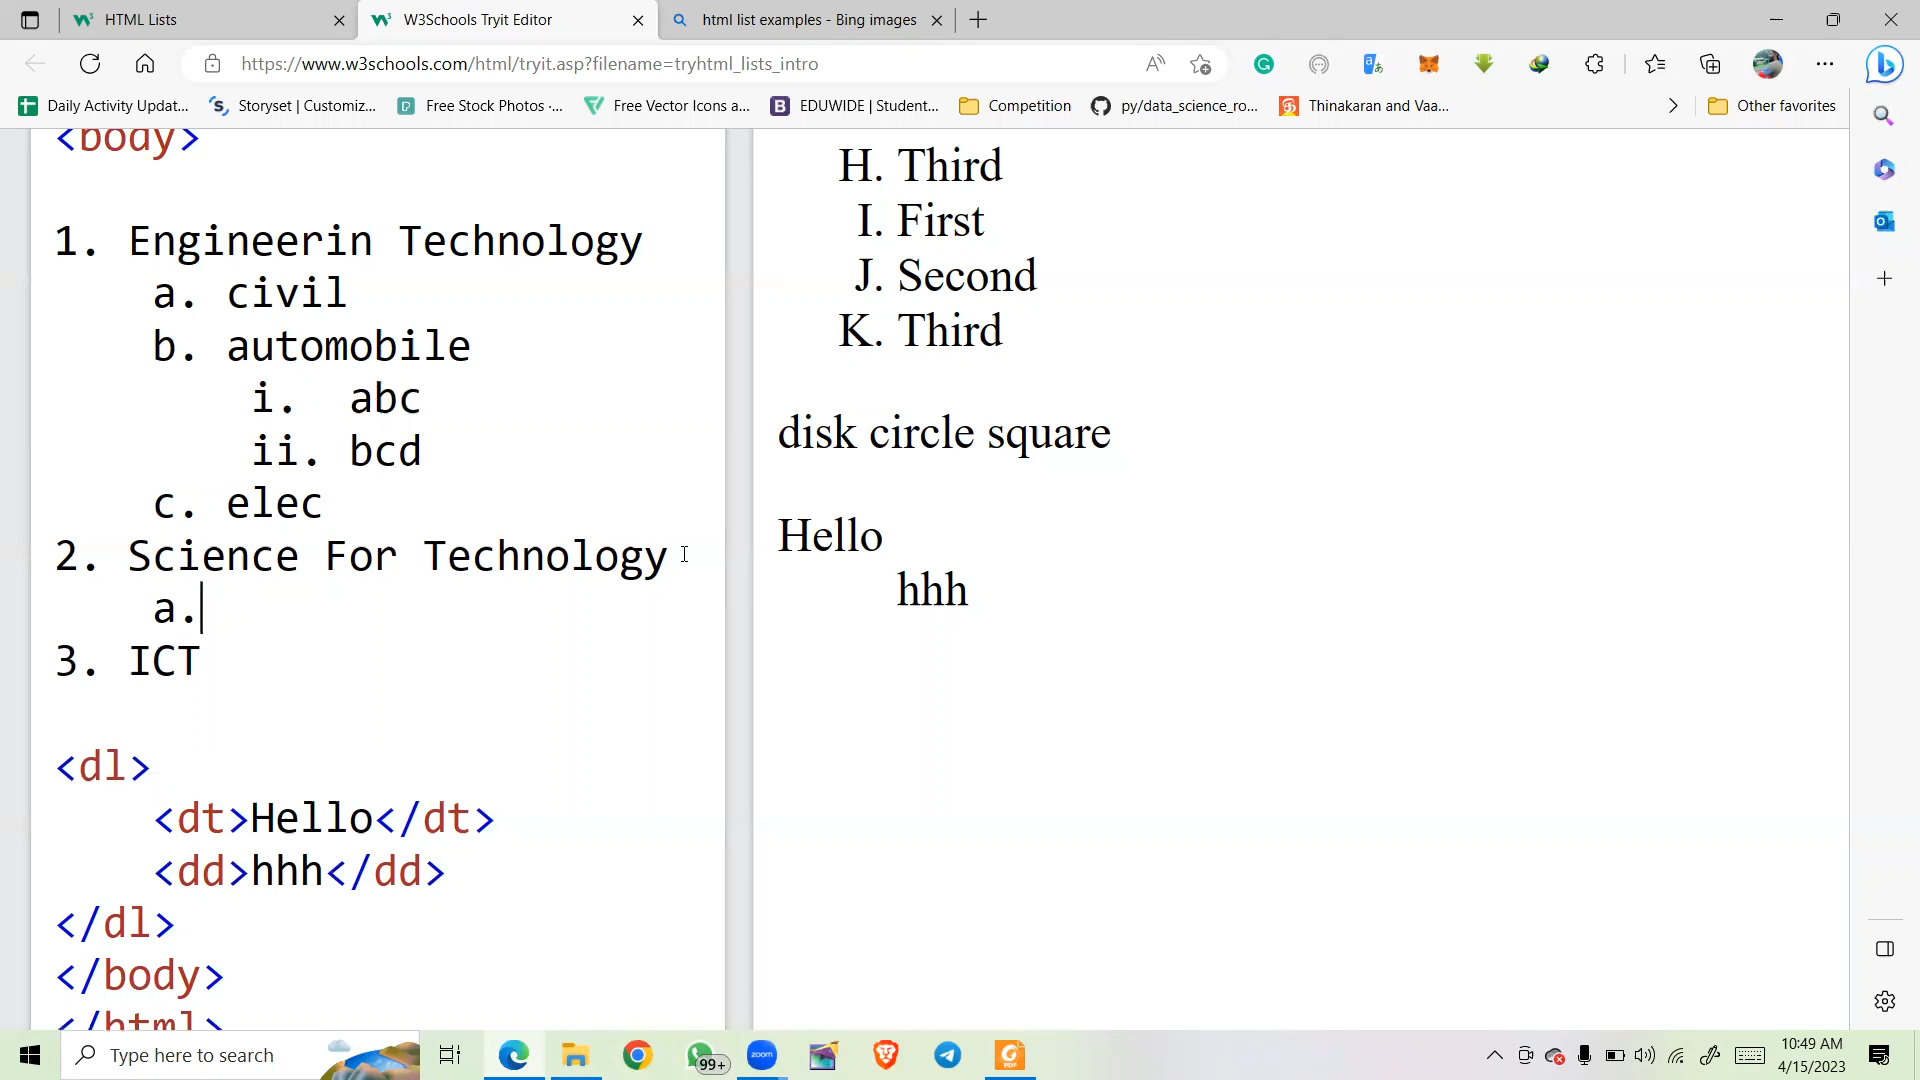 HTML Lists
W3Schools Tryit Editor
html list examples - Bing images
https://www.w3schools.com/html/tryit.asp?filename=tryhtml_lists_intro
Daily Activity Updat...
Storyset | Customiz...
Free Stock Photos ·...
Free Vector Icons a...
EDUWIDE | Student...
Competition
py/data_science_ro...
Thinakaran and Vaa...
Other favorites
<body>
1. Engineerin Technology
a. civil
b. automobile
i. abc
ii. bcd
c. elec
2. Science For Technology
a.
3. ICT
<dl>
<dt>Hello</dt>
<dd>hhh</dd>
</dl>
</body>
</html>
H. Third
I. First
J. Second
K. Third
disk circle square
Hello
hhh
Type here to search
99+
zoom
10:49 AM
4/15/2023